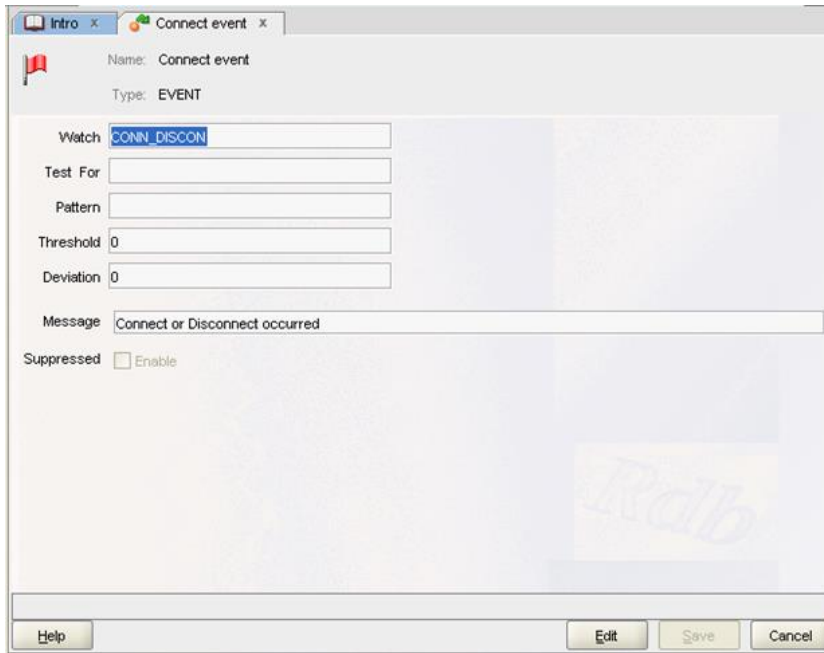 Intro x Connect event x
Name: Connect event
Type: EVENT
Watch CONN_DISCON
Test For
Pattern
Threshold 0
Deviation 0
Message Connect or Disconnect occurred
Suppressed Enable
Rdb
Help Edit Save Cancel